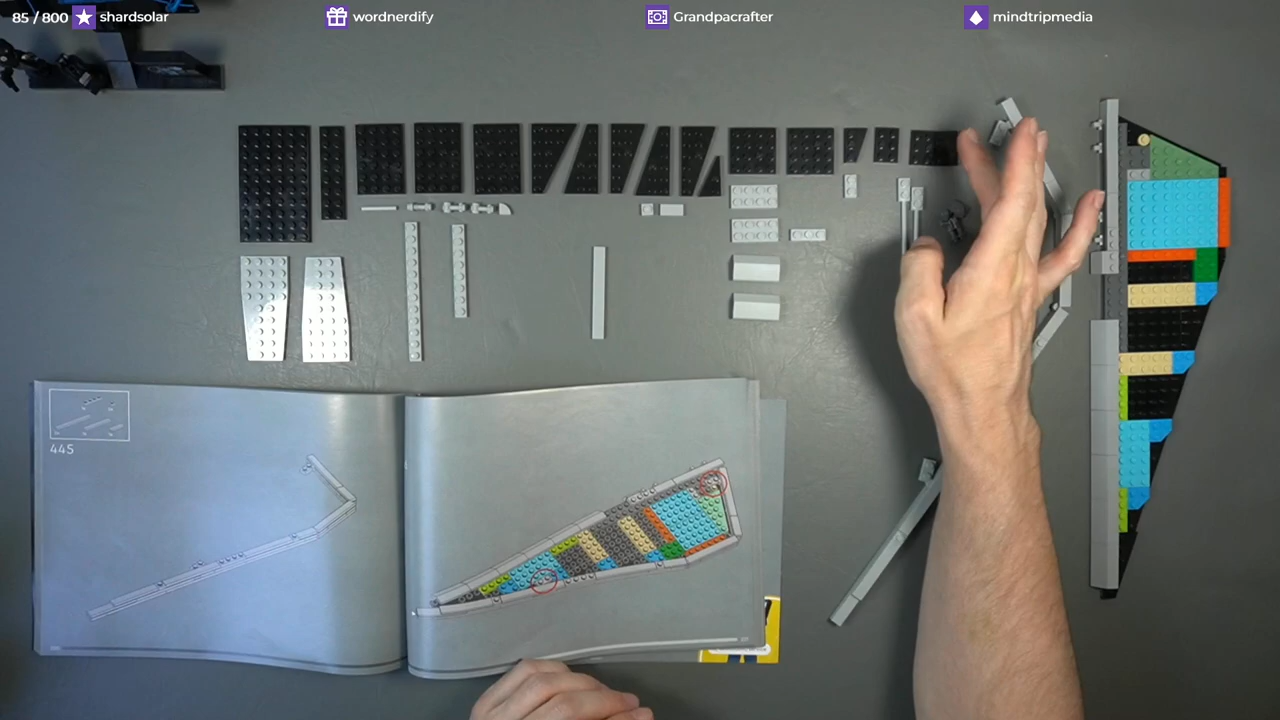 85 / 800 shardsolar
wordnerdify
Grandpacrafter
mindtripmedia
445